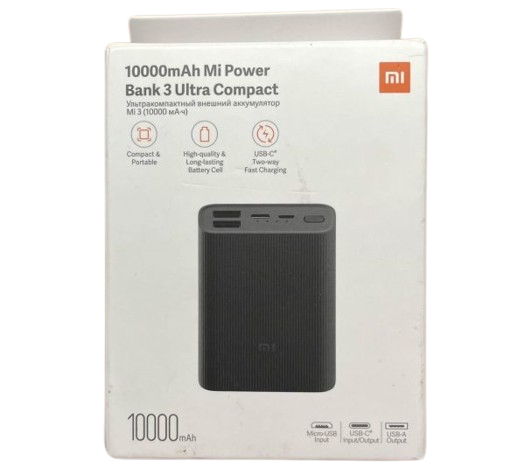 10000mAh Mi Power
Bank 3 Ultra Compact
Ультракомпактный внешний аккумулятор
Mi 3 (10000 мА·ч)
Compact &
Portable
High-quality &
Long-lasting
Battery Cell
USB-C®
Two-way
Fast Charging
mi
mi
10000mAh
Micro-USB
Input
USB-C®
Input/Output
USB-A
Output